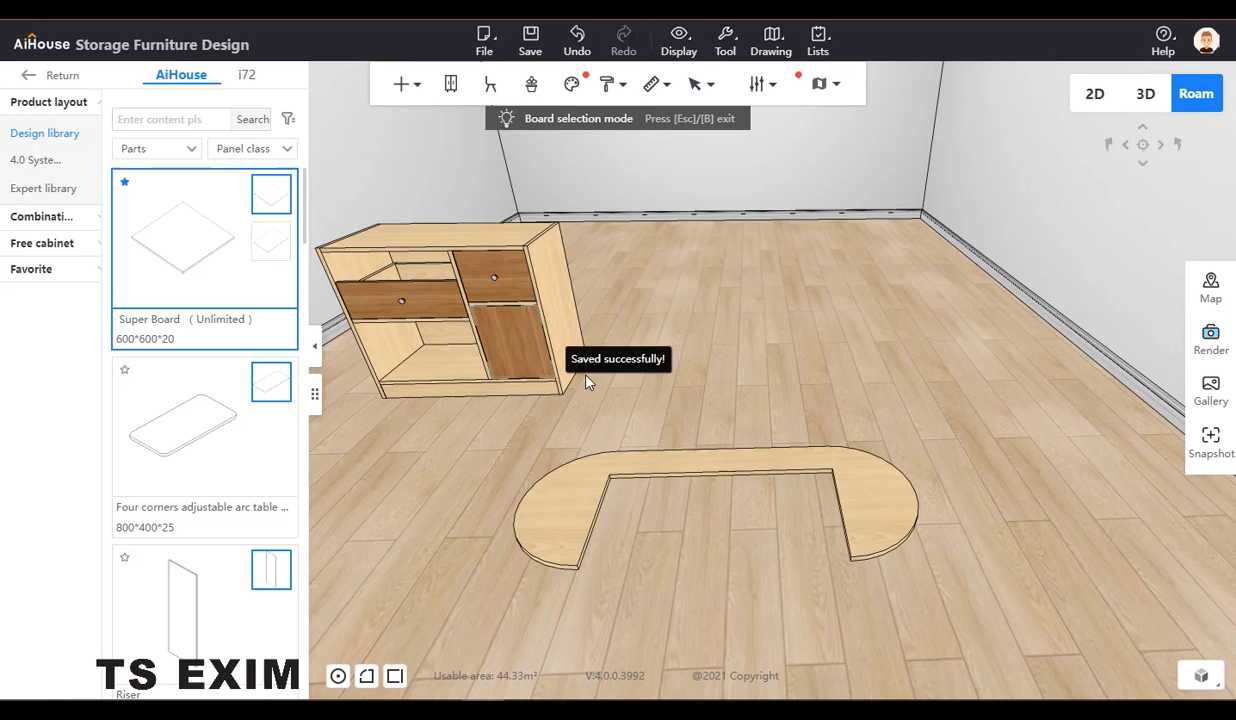 AiHouse Storage Furniture Design
File
Save
Undo
Redo
Display
Tool
Drawing
Lists
Help
Return
AiHouse
i72
Product layout
Design library
4.0 Syste...
Expert library
Combinati...
Free cabinet
Favorite
Enter content pls
Search
Parts
Panel class
Board selection mode Press [Esc]/[B] exit
2D
3D
Roam
Super Board （ Unlimited ）
600*600*20
Four corners adjustable arc table ...
800*400*25
Riser
Saved successfully!
Map
Render
Gallery
Snapshot
TS EXIM
Usable area: 44.33m²
V:4.0.0.3992
@2021 Copyright